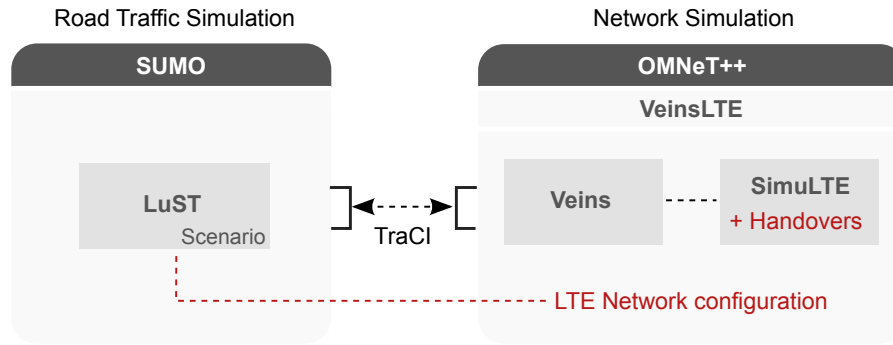 Road Traffic Simulation
Network Simulation
SUMO
OMNeT++
VeinsLTE
LuST
Scenario
TraCI
Veins
SimuLTE
+ Handovers
LTE Network configuration